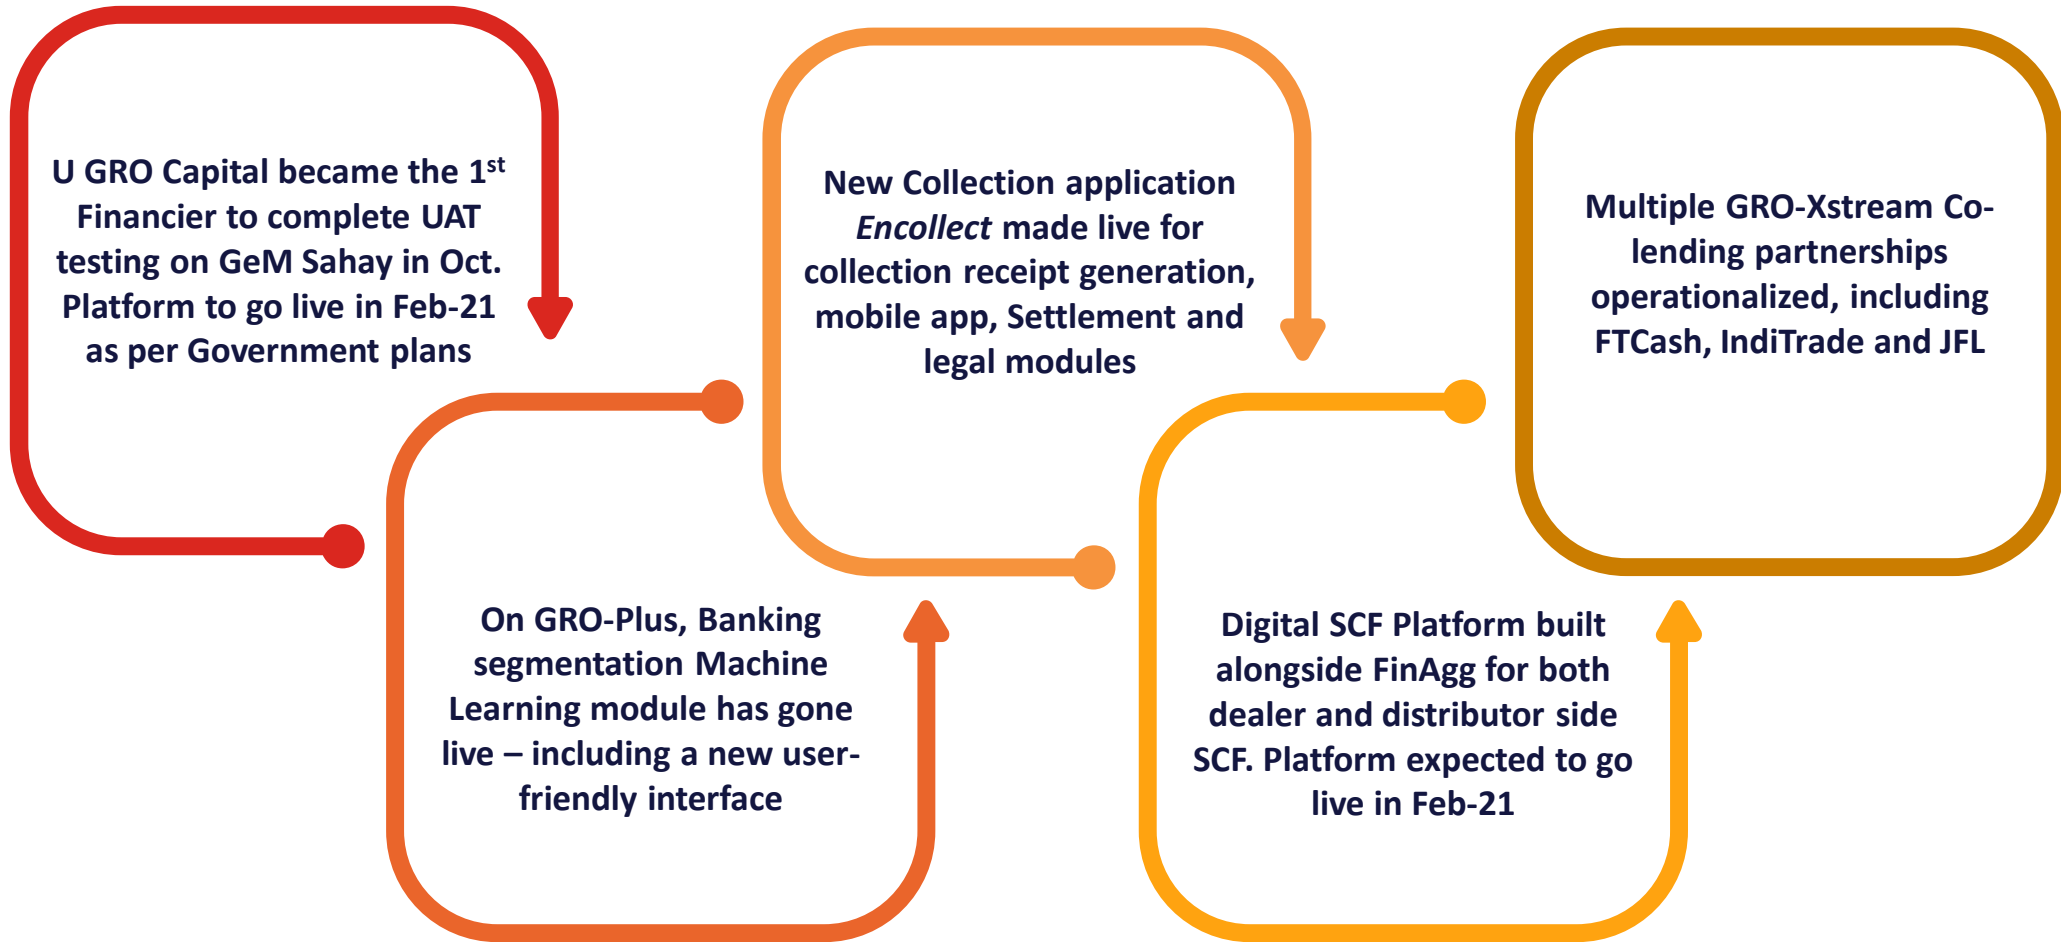 U GRO Capital became the 1st
Financier to complete UAT
testing on GeM Sahay in Oct.
Platform to go live in Feb-21
as per Government plans
On GRO-Plus, Banking
segmentation Machine
Learning module has gone
live – including a new user-
friendly interface
New Collection application
Encollect made live for
collection receipt generation,
mobile app, Settlement and
legal modules
Digital SCF Platform built
alongside FinAgg for both
dealer and distributor side
SCF. Platform expected to go
live in Feb-21
Multiple GRO-Xstream Co-
lending partnerships
operationalized, including
FTCash, IndiTrade and JFL